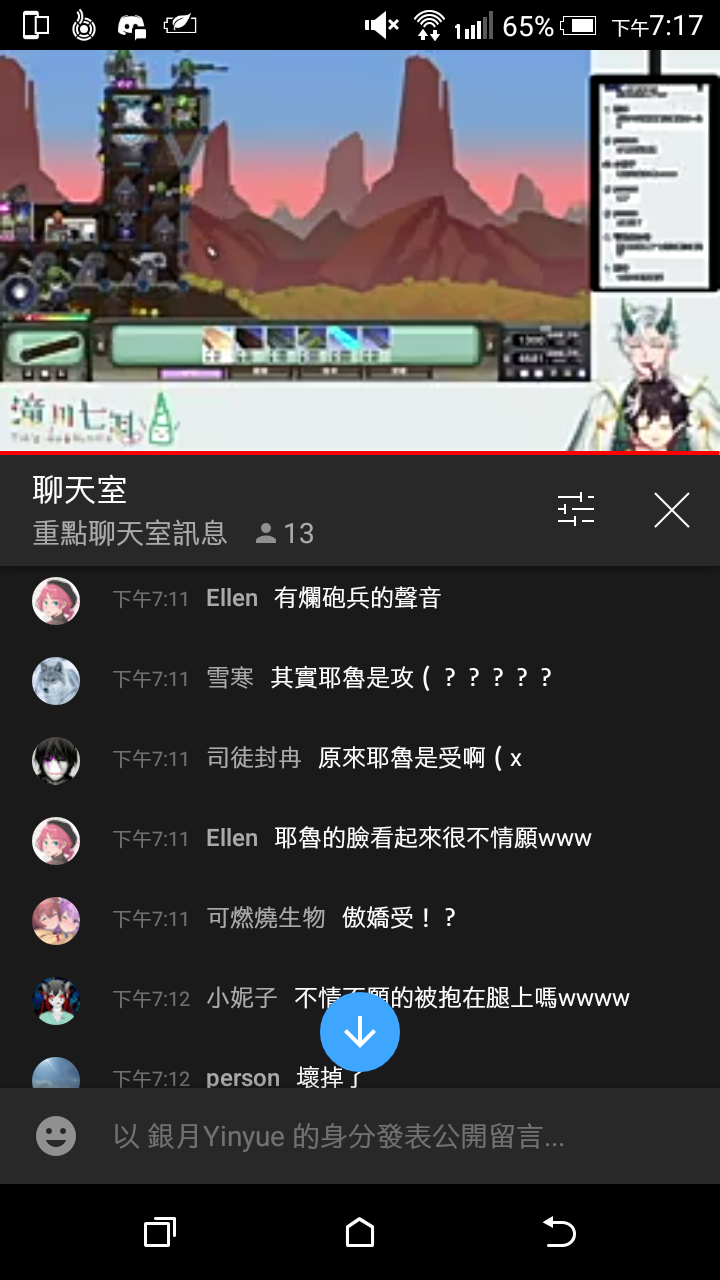 65%
下午7:17
滝川七洱
聊天室
重點聊天室訊息 13
下午7:11 Ellen 有爛砲兵的聲音
下午7:11 雪寒 其實耶魯是攻 ( ? ? ? ? ?
下午7:11 司徒封冉 原來耶魯是受啊 ( x
下午7:11 Ellen 耶魯的臉看起來很不情願www
下午7:11 可燃燒生物 傲嬌受！？
下午7:12 小妮子 不情不願的被抱在腿上嗎wwww
下午7:12 person 壞掉了
以 銀月Yinyue 的身分發表公開留言...